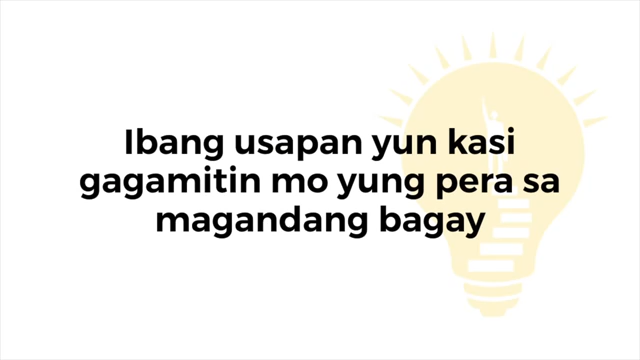 Ibang usapan yun kasi
gagamitin mo yung pera sa
magandang bagay